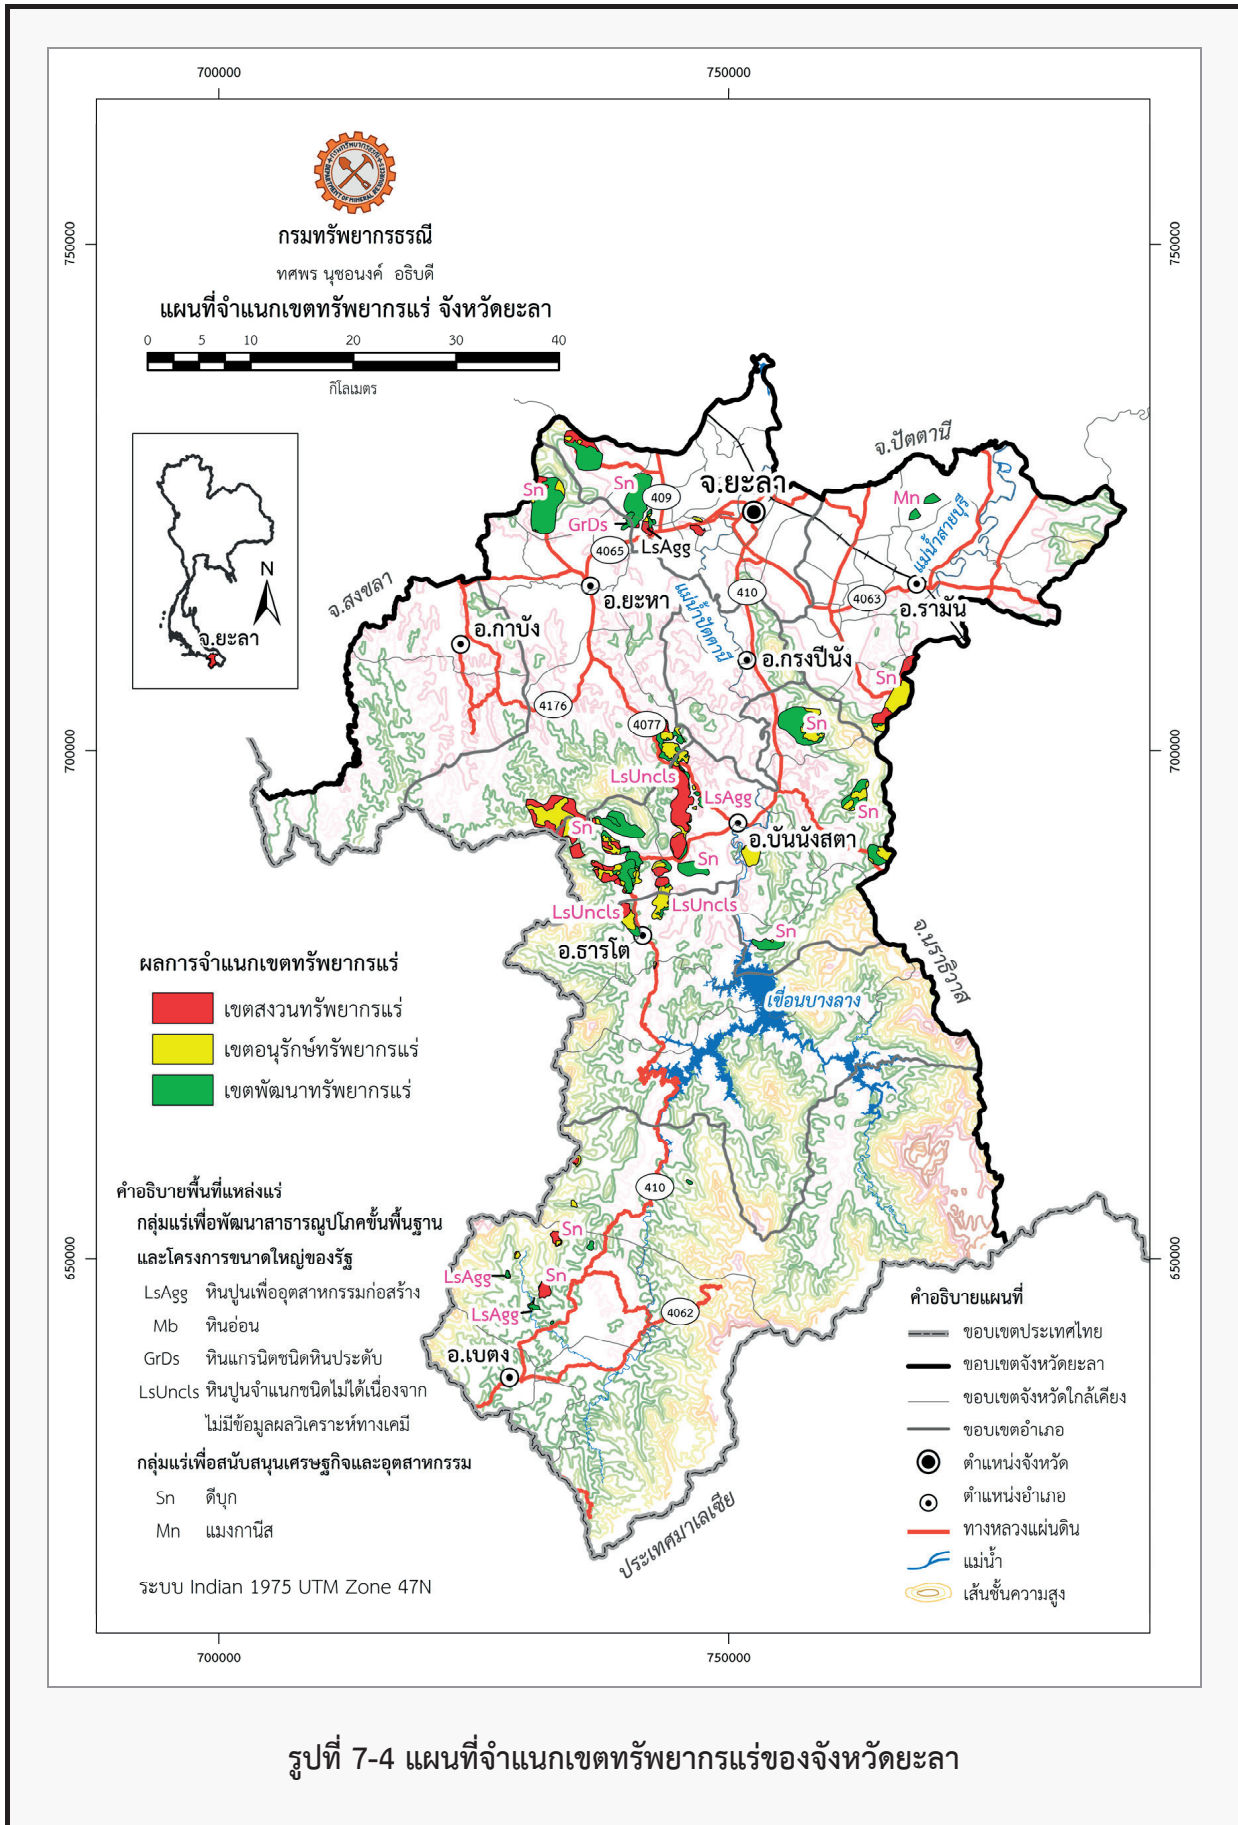 700000
750000
750000
750000
กรมทรัพยากรธรณี
DEPARTMENT OF MINERAL RESOURCES
กรมทรัพยากรธรณี
ทศพร นุชอนงค์ อธิบดี
แผนที่จำแนกเขตทรัพยากรแร่ จังหวัดยะลา
0 5 10 20 30 40
กิโลเมตร
N
จ.ยะลา
จ.ปัตตานี
Sn
Sn
409
จ.ยะลา
Mn
GrDs
LsAgg
แม่น้ำสายบุรี
4065
จ.สงขลา
อ.ยะหา
แม่น้ำปัตตานี
410
4063
อ.รามัน
อ.กาบัง
อ.กรงปินัง
Sn
4176
4077
Sn
700000
700000
LsUncls
LsAgg
Sn
Sn
อ.บันนังสตา
Sn
LsUncls
LsUncls
Sn
อ.ธารโต
จ.นราธิวาส
เขื่อนบางลาง
ผลการจำแนกเขตทรัพยากรแร่
เขตสงวนทรัพยากรแร่
เขตอนุรักษ์ทรัพยากรแร่
เขตพัฒนาทรัพยากรแร่
410
Sn
650000
650000
LsAgg
Sn
LsAgg
4062
อ.เบตง
ประเทศมาเลเซีย
คำอธิบายพื้นที่แหล่งแร่
กลุ่มแร่เพื่อพัฒนาสาธารณูปโภคขั้นพื้นฐาน
และโครงการขนาดใหญ่ของรัฐ
LsAgg หินปูนเพื่ออุตสาหกรรมก่อสร้าง
Mb หินอ่อน
GrDs หินแกรนิตชนิดหินประดับ
LsUncls หินปูนจำแนกชนิดไม่ได้เนื่องจาก
ไม่มีข้อมูลผลวิเคราะห์ทางเคมี
กลุ่มแร่เพื่อสนับสนุนเศรษฐกิจและอุตสาหกรรม
Sn ดีบุก
Mn แมงกานีส
ระบบ Indian 1975 UTM Zone 47N
คำอธิบายแผนที่
ขอบเขตประเทศไทย
ขอบเขตจังหวัดยะลา
ขอบเขตจังหวัดใกล้เคียง
ขอบเขตอำเภอ
ตำแหน่งจังหวัด
ตำแหน่งอำเภอ
ทางหลวงแผ่นดิน
แม่น้ำ
เส้นชั้นความสูง
700000
750000
รูปที่ 7-4 แผนที่จำแนกเขตทรัพยากรแร่ของจังหวัดยะลา